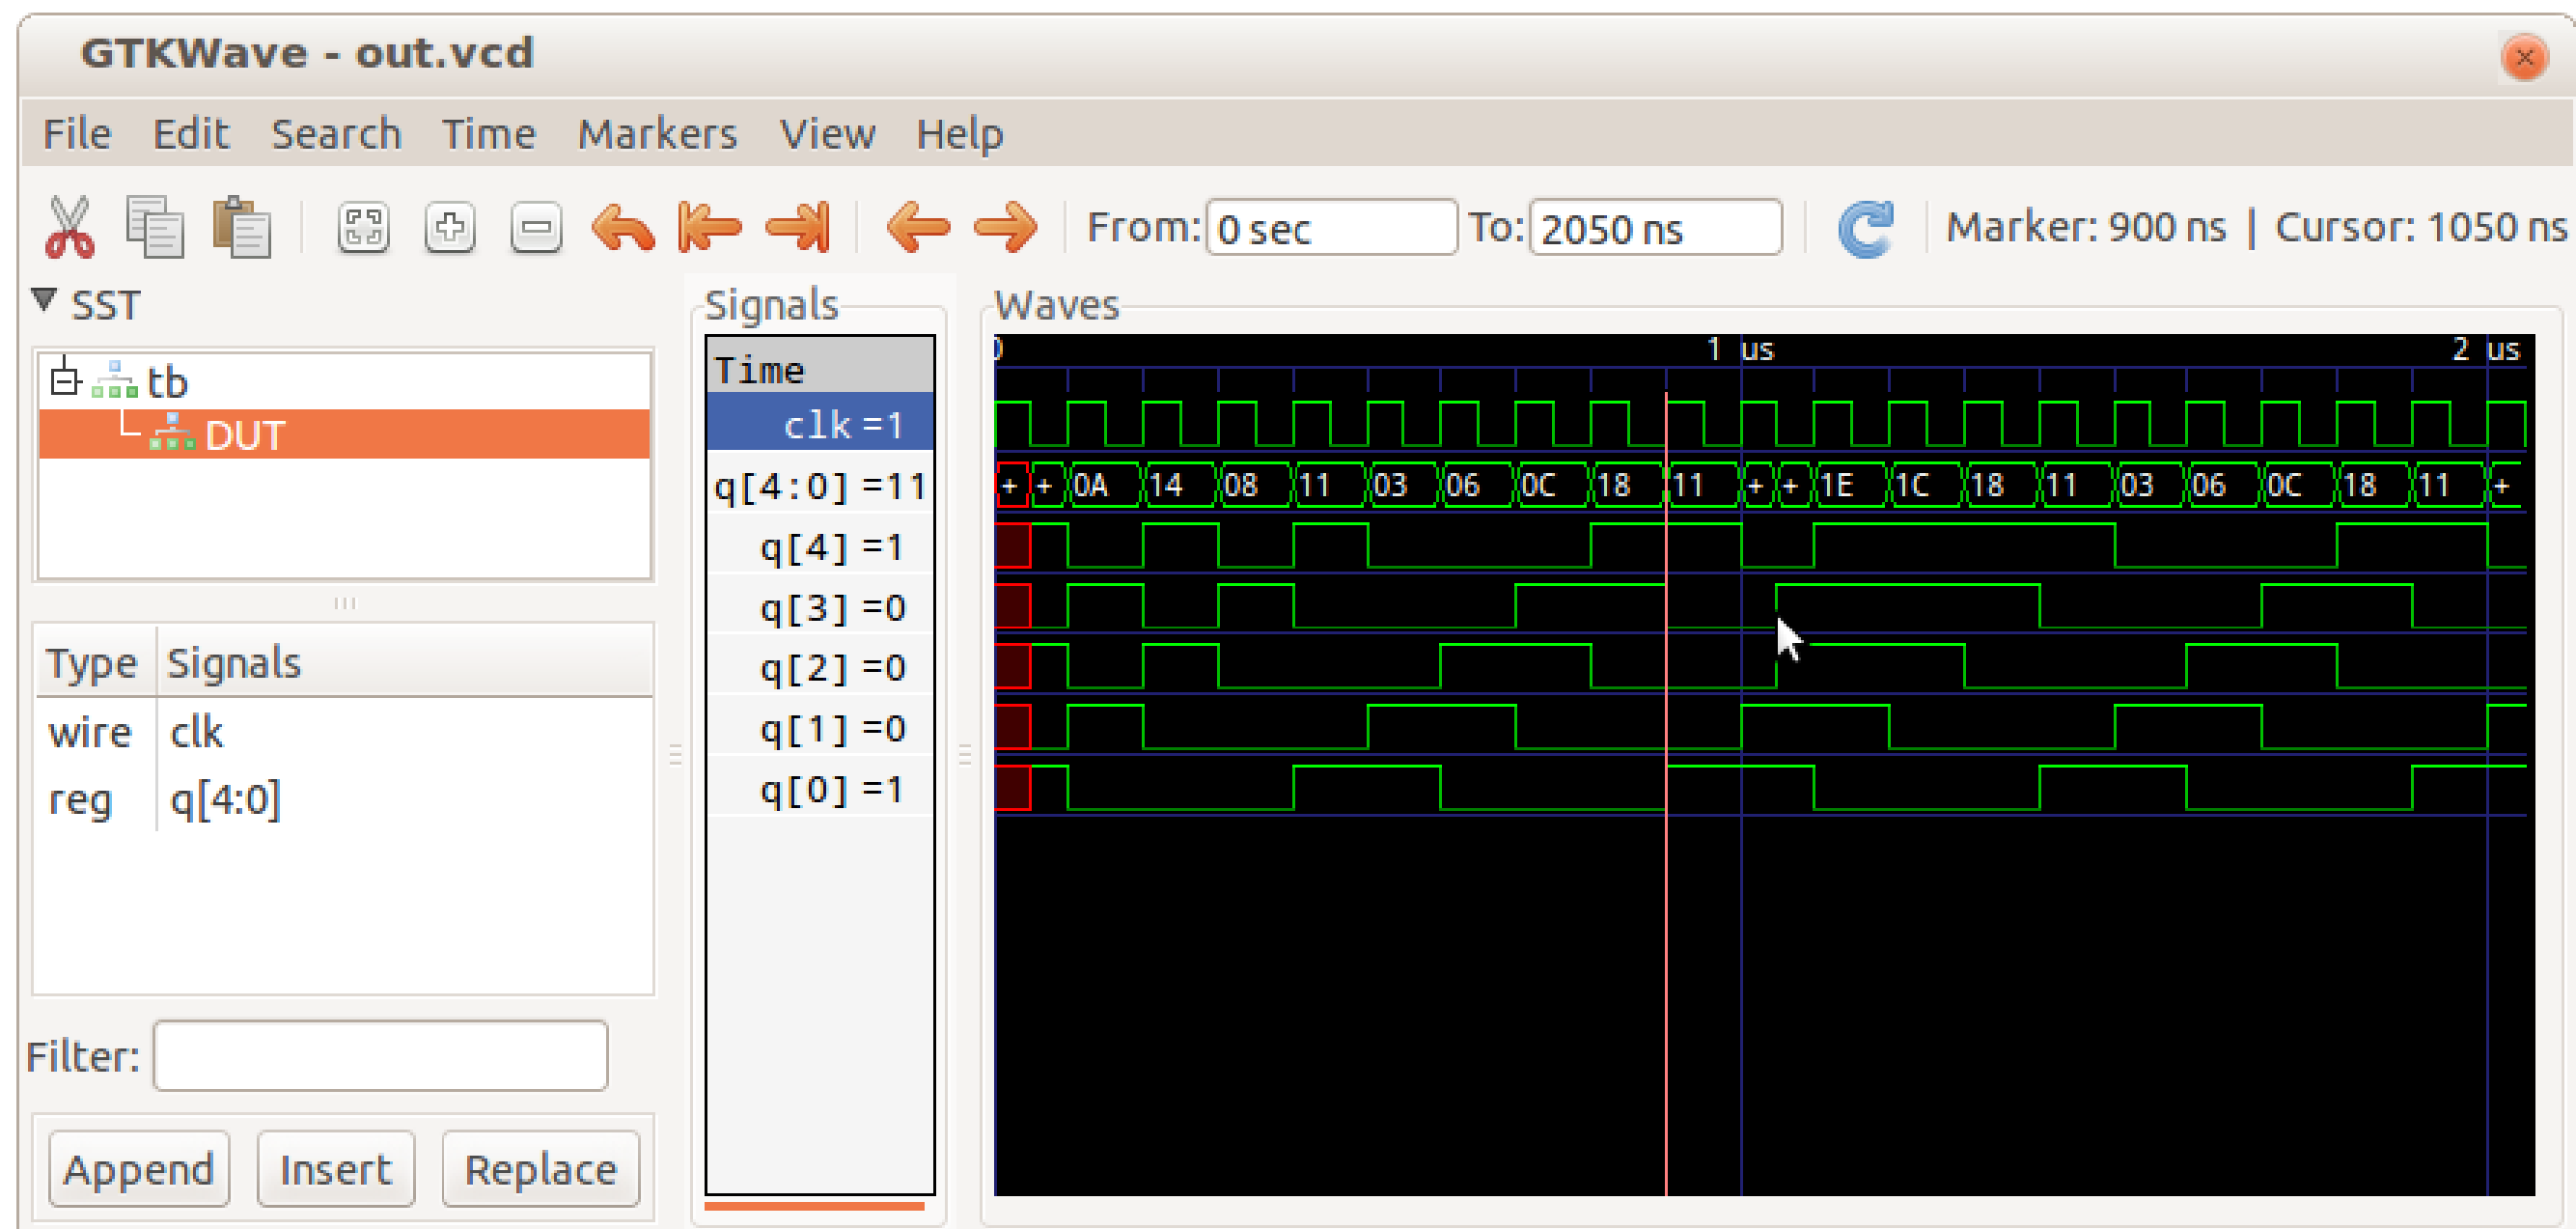 GTKWave - out.vcd
File Edit Search Time Markers View Help
From: 0 sec To: 2050 ns Marker: 900 ns | Cursor: 1050 ns
SST
tb
DUT
Type Signals
wire clk
reg q[4:0]
Filter:
Append Insert Replace
Signals
Time
clk =1
q[4:0] =11
q[4] =1
q[3] =0
q[2] =0
q[1] =0
q[0] =1
Waves
0 1 us 2 us
+ + 0A 14 08 11 03 06 0C 18 11 + + 1E 1C 18 11 03 06 0C 18 11 +